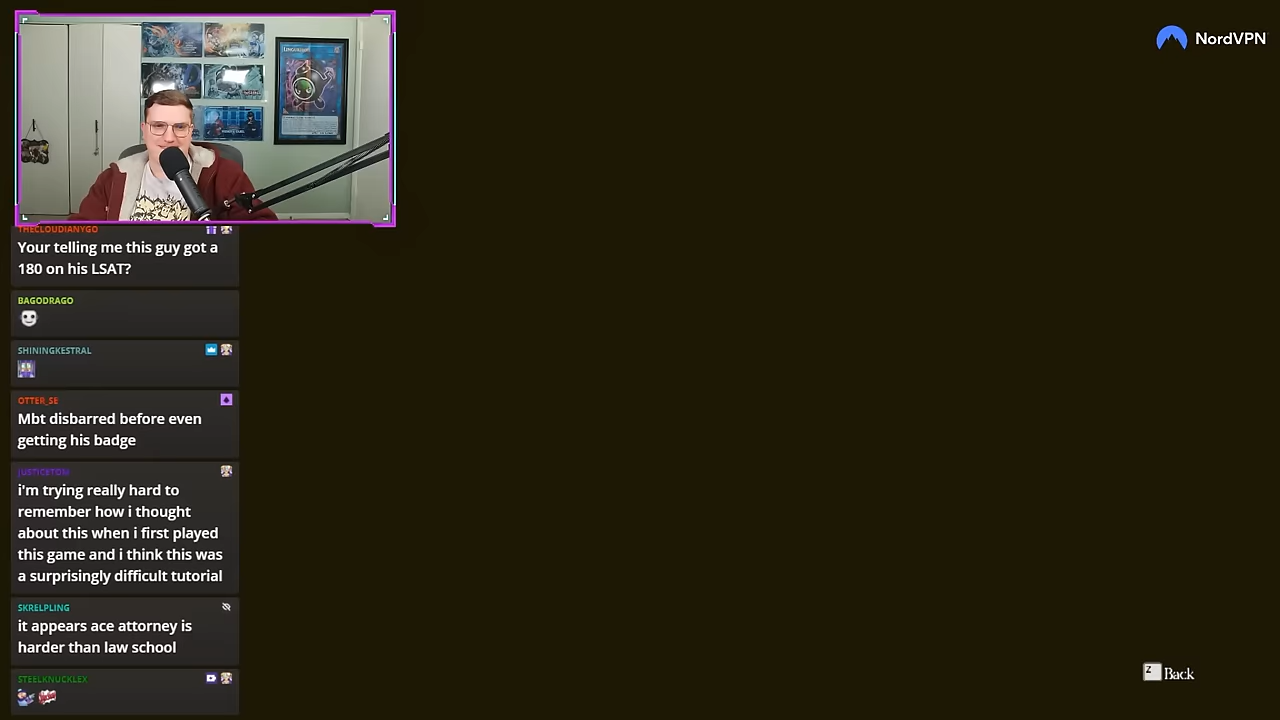 NordVPN
LINGURIBOH
THECLOUDIANYGO
Your telling me this guy got a
180 on his LSAT?
BAGODRAGO
SHININGKESTRAL
OTTER_SE
Mbt disbarred before even
getting his badge
JUSTICETOM
i'm trying really hard to
remember how i thought
about this when i first played
this game and i think this was
a surprisingly difficult tutorial
SKRELPLING
it appears ace attorney is
harder than law school
STEELKNUCKLEX
Z Back